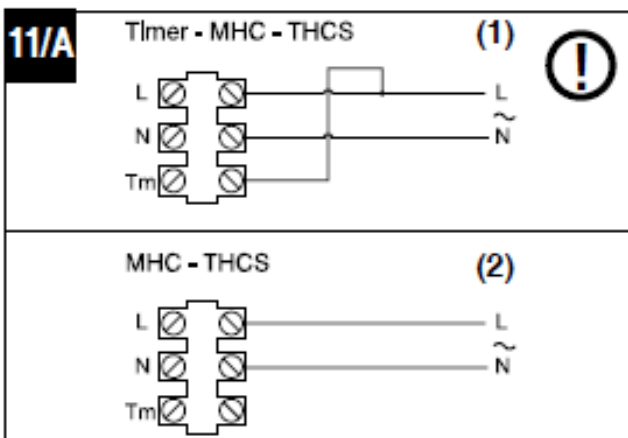 11/A
Timer - MHC - THCS (1)
L L
~
N N
Tm
MHC - THCS (2)
L L
~
N N
Tm